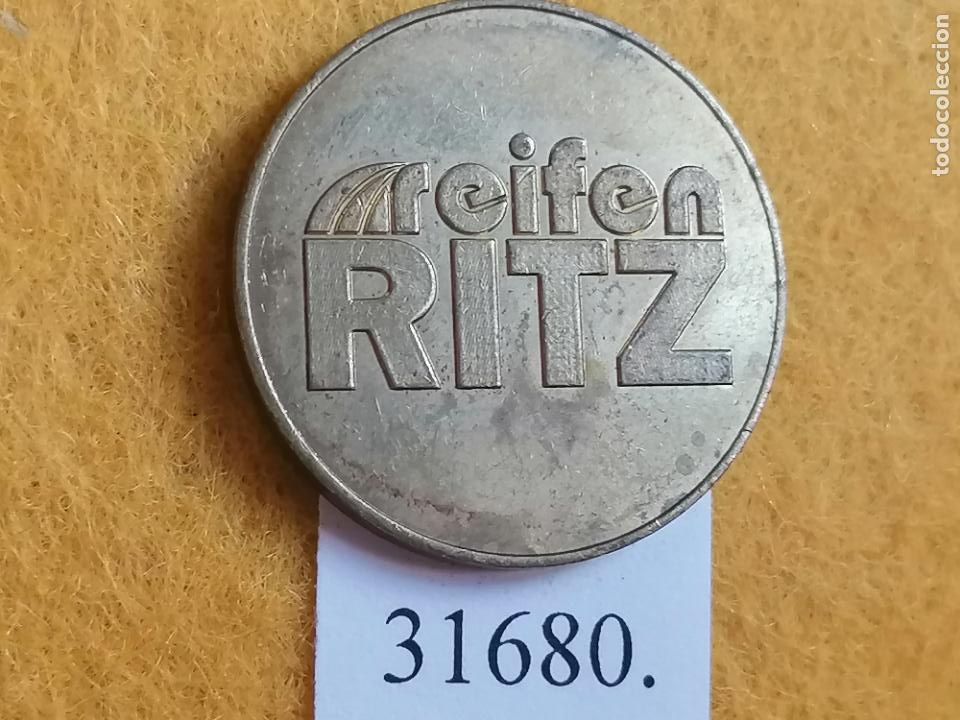 reifen
RITZ
31680.
todocoleccion